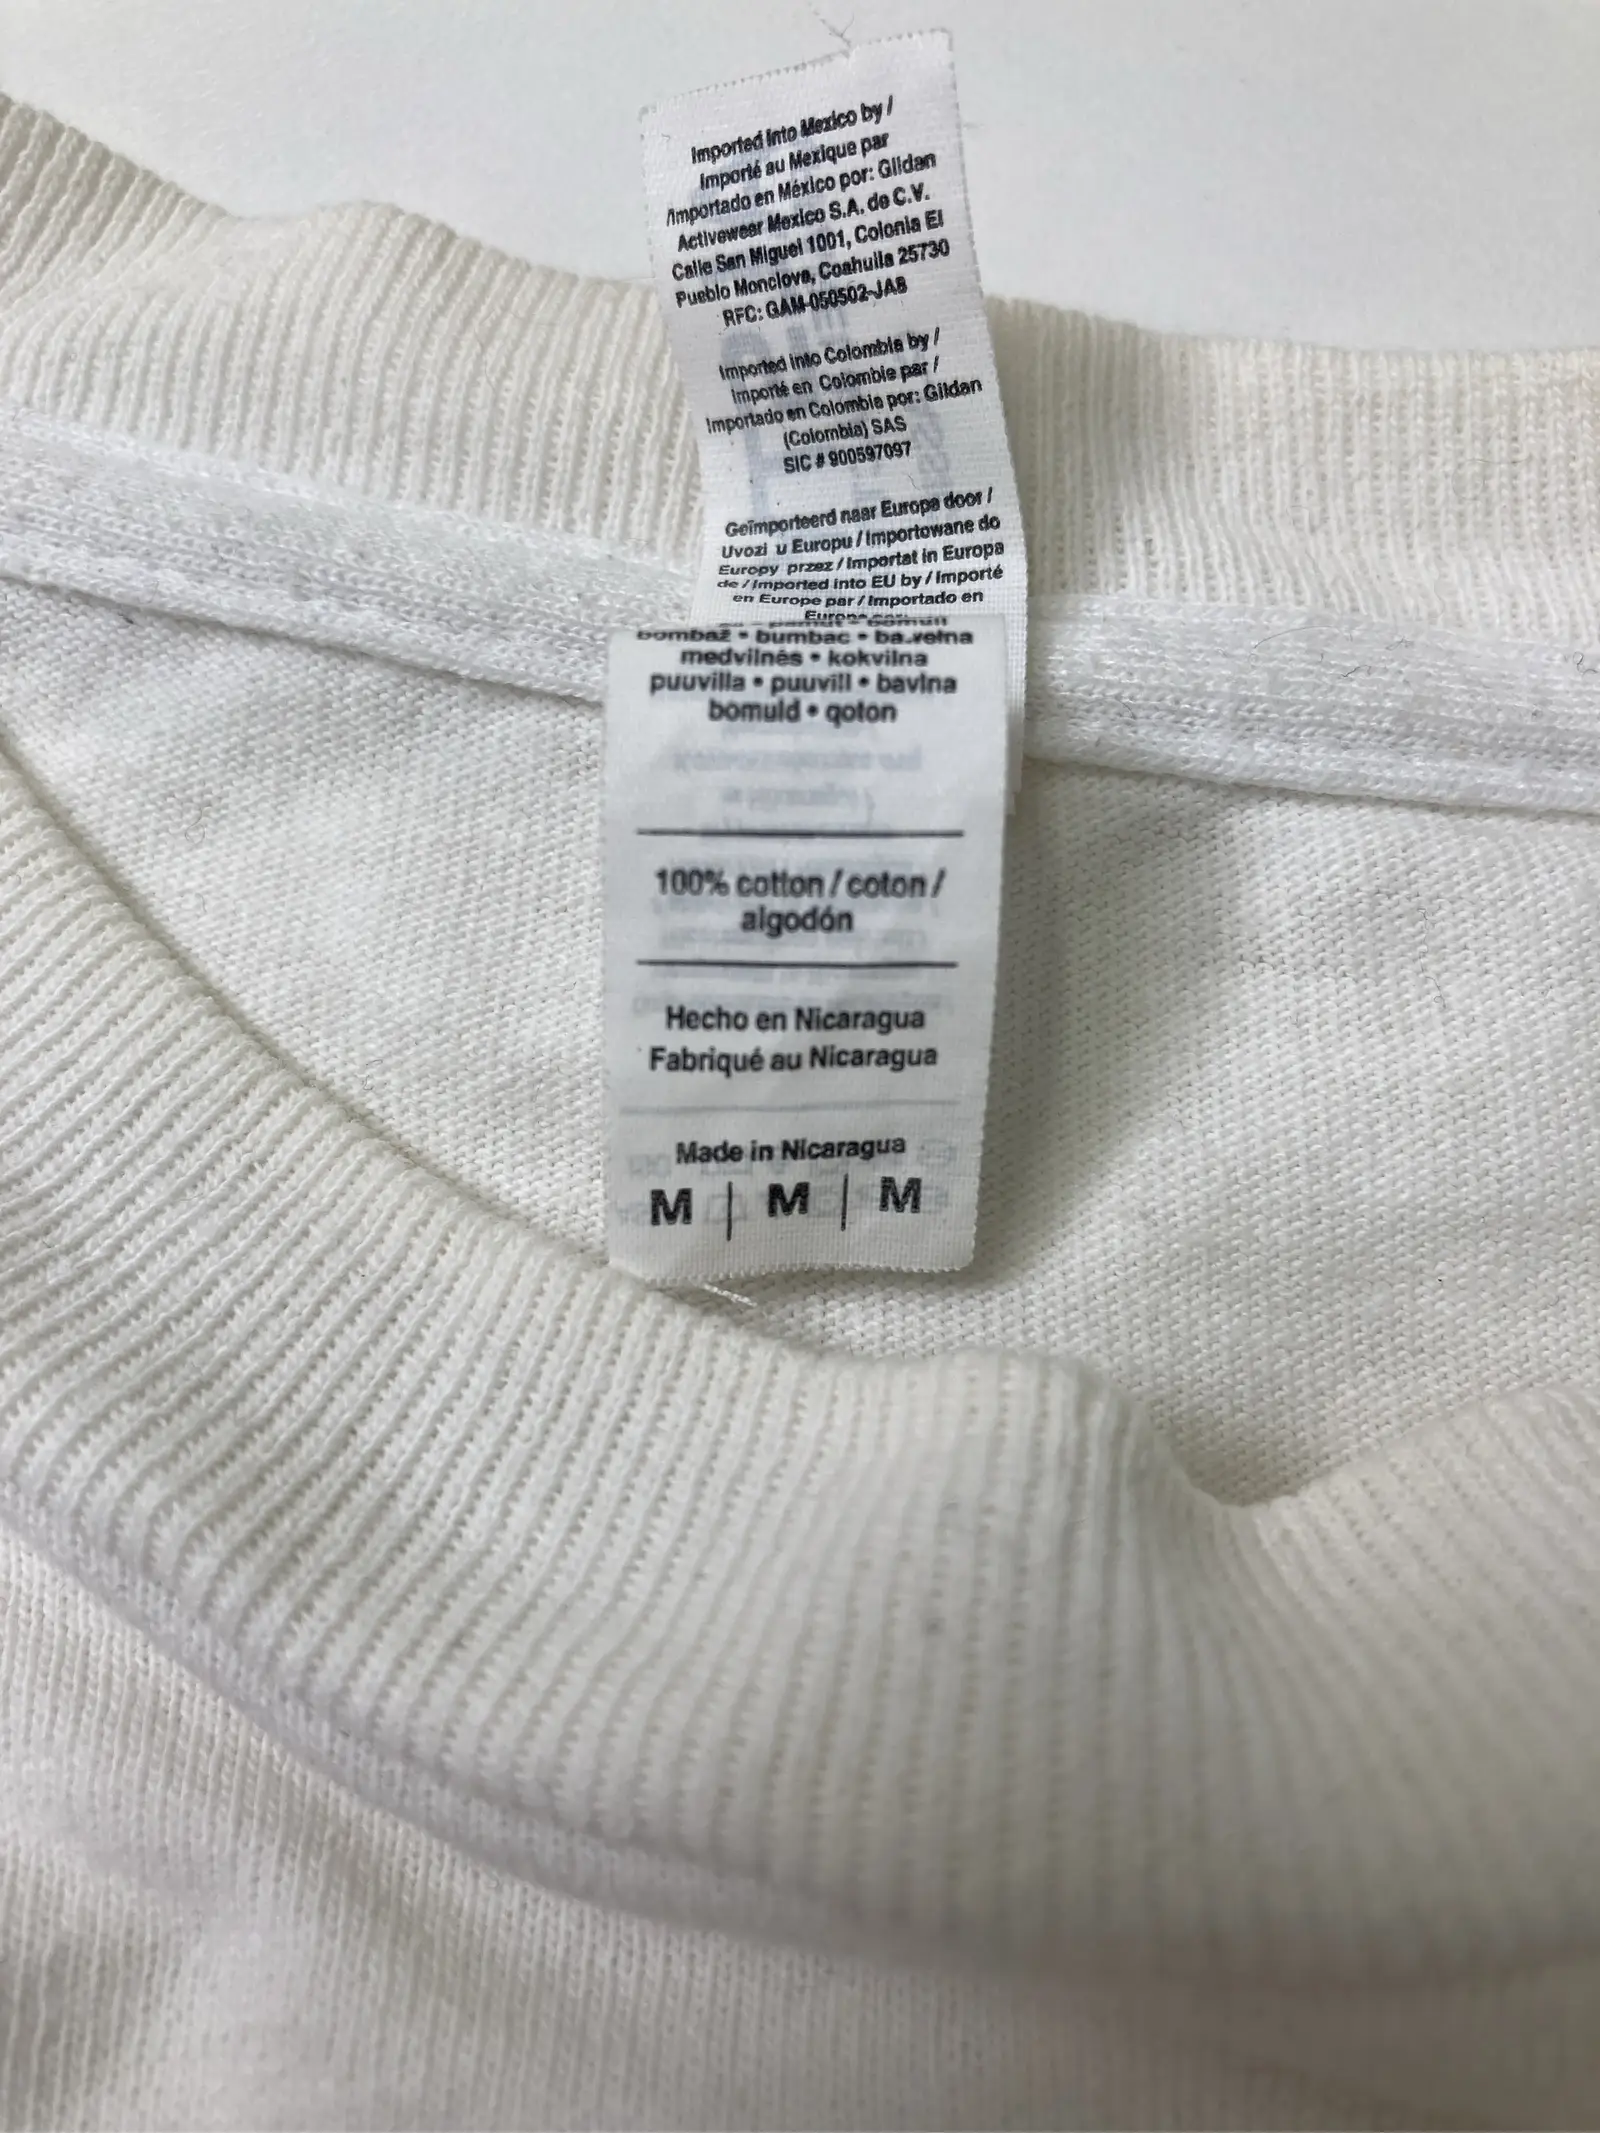 Imported into Mexico by /
Importé au Mexique par
/Importado en México por: Gildan
Activewear Mexico S.A. de C.V.
Calle San Miguel 1001, Colonia El
Pueblo Monclova, Coahuila 25730
RFC: GAM-050502-JA8
Imported into Colombia by /
Importé en Colombie par /
Importado en Colombia por: Gildan
(Colombia) SAS
SIC # 900597097
Geïmporteerd naar Europa door /
Uvozi u Europu / Importowane do
Europy przez / Importat in Europa
de / Imported into EU by / Importé
en Europe par / Importado en
Europa
bombaž • bumbac • bavełna
medvilnės • kokvilna
puuvilla • puuvill • bavlna
bomuld • qoton
100% cotton / coton /
algodón
Hecho en Nicaragua
Fabriqué au Nicaragua
Made in Nicaragua
M | M | M